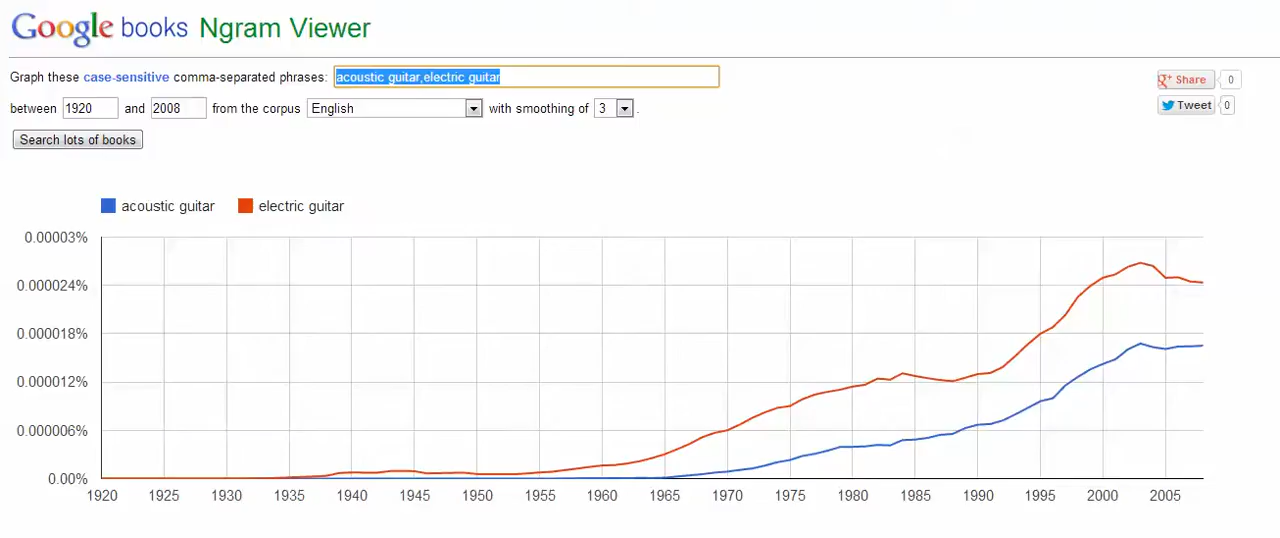 Google books Ngram Viewer
Graph these case-sensitive comma-separated phrases: acoustic guitar,electric guitar
Share 0
between 1920 and 2008 from the corpus English with smoothing of 3 .
Tweet 0
Search lots of books
acoustic guitar electric guitar
0.00003%
0.000024%
0.000018%
0.000012%
0.000006%
0.00%
1920 1925 1930 1935 1940 1945 1950 1955 1960 1965 1970 1975 1980 1985 1990 1995 2000 2005